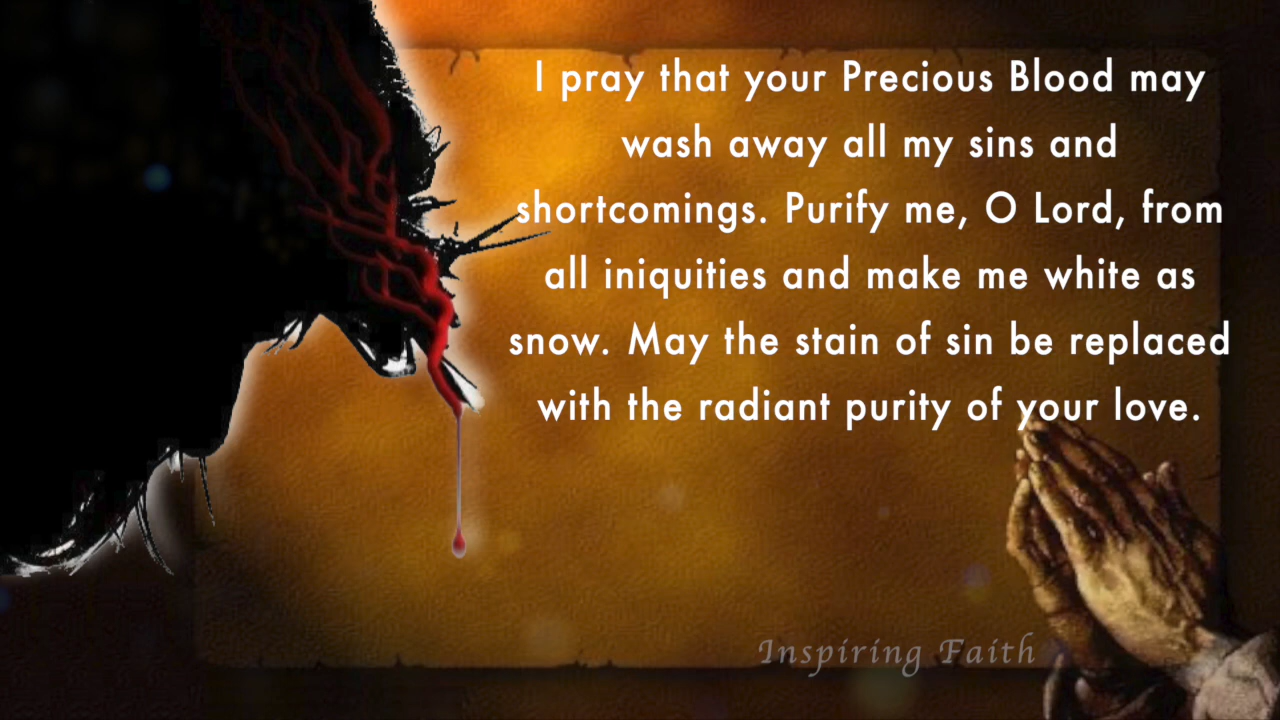 I pray that your Precious Blood may
wash away all my sins and
shortcomings. Purify me, O Lord, from
all iniquities and make me white as
snow. May the stain of sin be replaced
with the radiant purity of your love.
Inspiring Faith